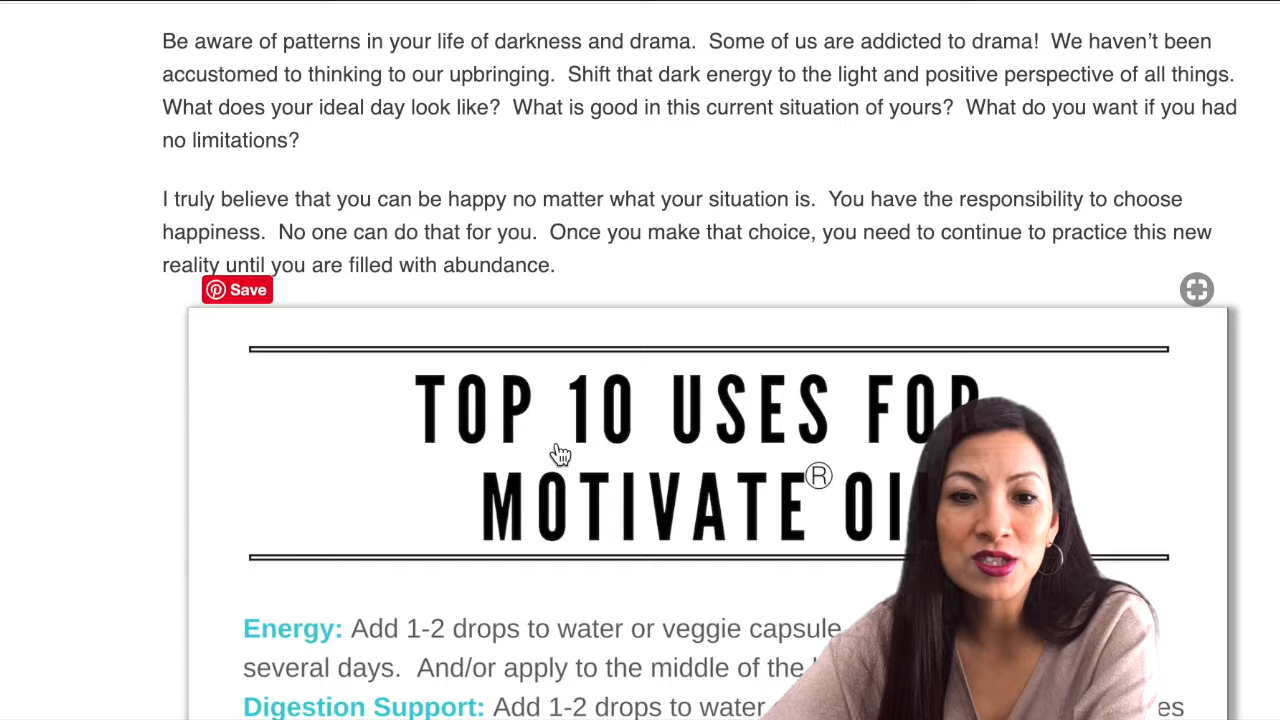 Be aware of patterns in your life of darkness and drama.  Some of us are addicted to drama!  We haven’t been
accustomed to thinking to our upbringing.  Shift that dark energy to the light and positive perspective of all things.
What does your ideal day look like?  What is good in this current situation of yours?  What do you want if you had
no limitations?
I truly believe that you can be happy no matter what your situation is.  You have the responsibility to choose
happiness.  No one can do that for you.  Once you make that choice, you need to continue to practice this new
reality until you are filled with abundance.
Save
TOP 10 USES FOR
MOTIVATE®
Energy: Add 1-2 drops to water or veggie capsule
several days.  And/or apply to the middle of the
Digestion Support: Add 1-2 drops to water